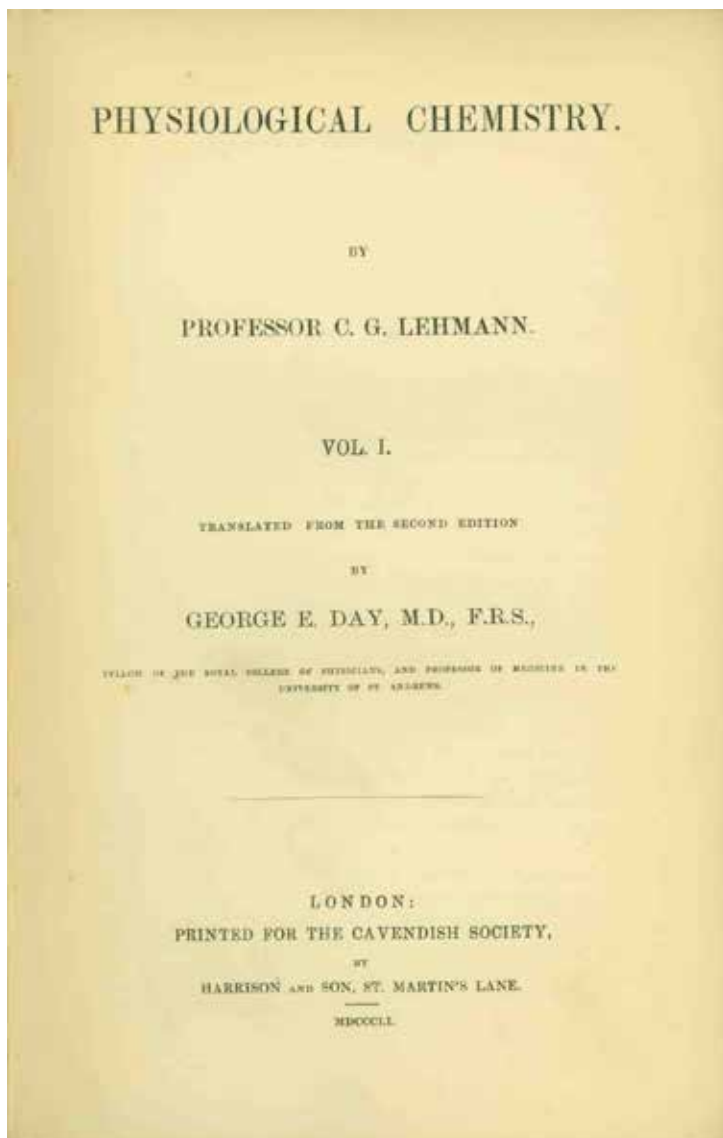 PHYSIOLOGICAL CHEMISTRY.
BY
PROFESSOR C. G. LEHMANN.
VOL. I.
TRANSLATED FROM THE SECOND EDITION
BY
GEORGE E. DAY, M.D., F.R.S.,
FELLOW OF THE ROYAL COLLEGE OF PHYSICIANS, AND PROFESSOR OF MEDICINE IN THE
UNIVERSITY OF ST. ANDREWS.
LONDON:
PRINTED FOR THE CAVENDISH SOCIETY,
BY
HARRISON AND SON, ST. MARTIN'S LANE.
MDCCCLI.